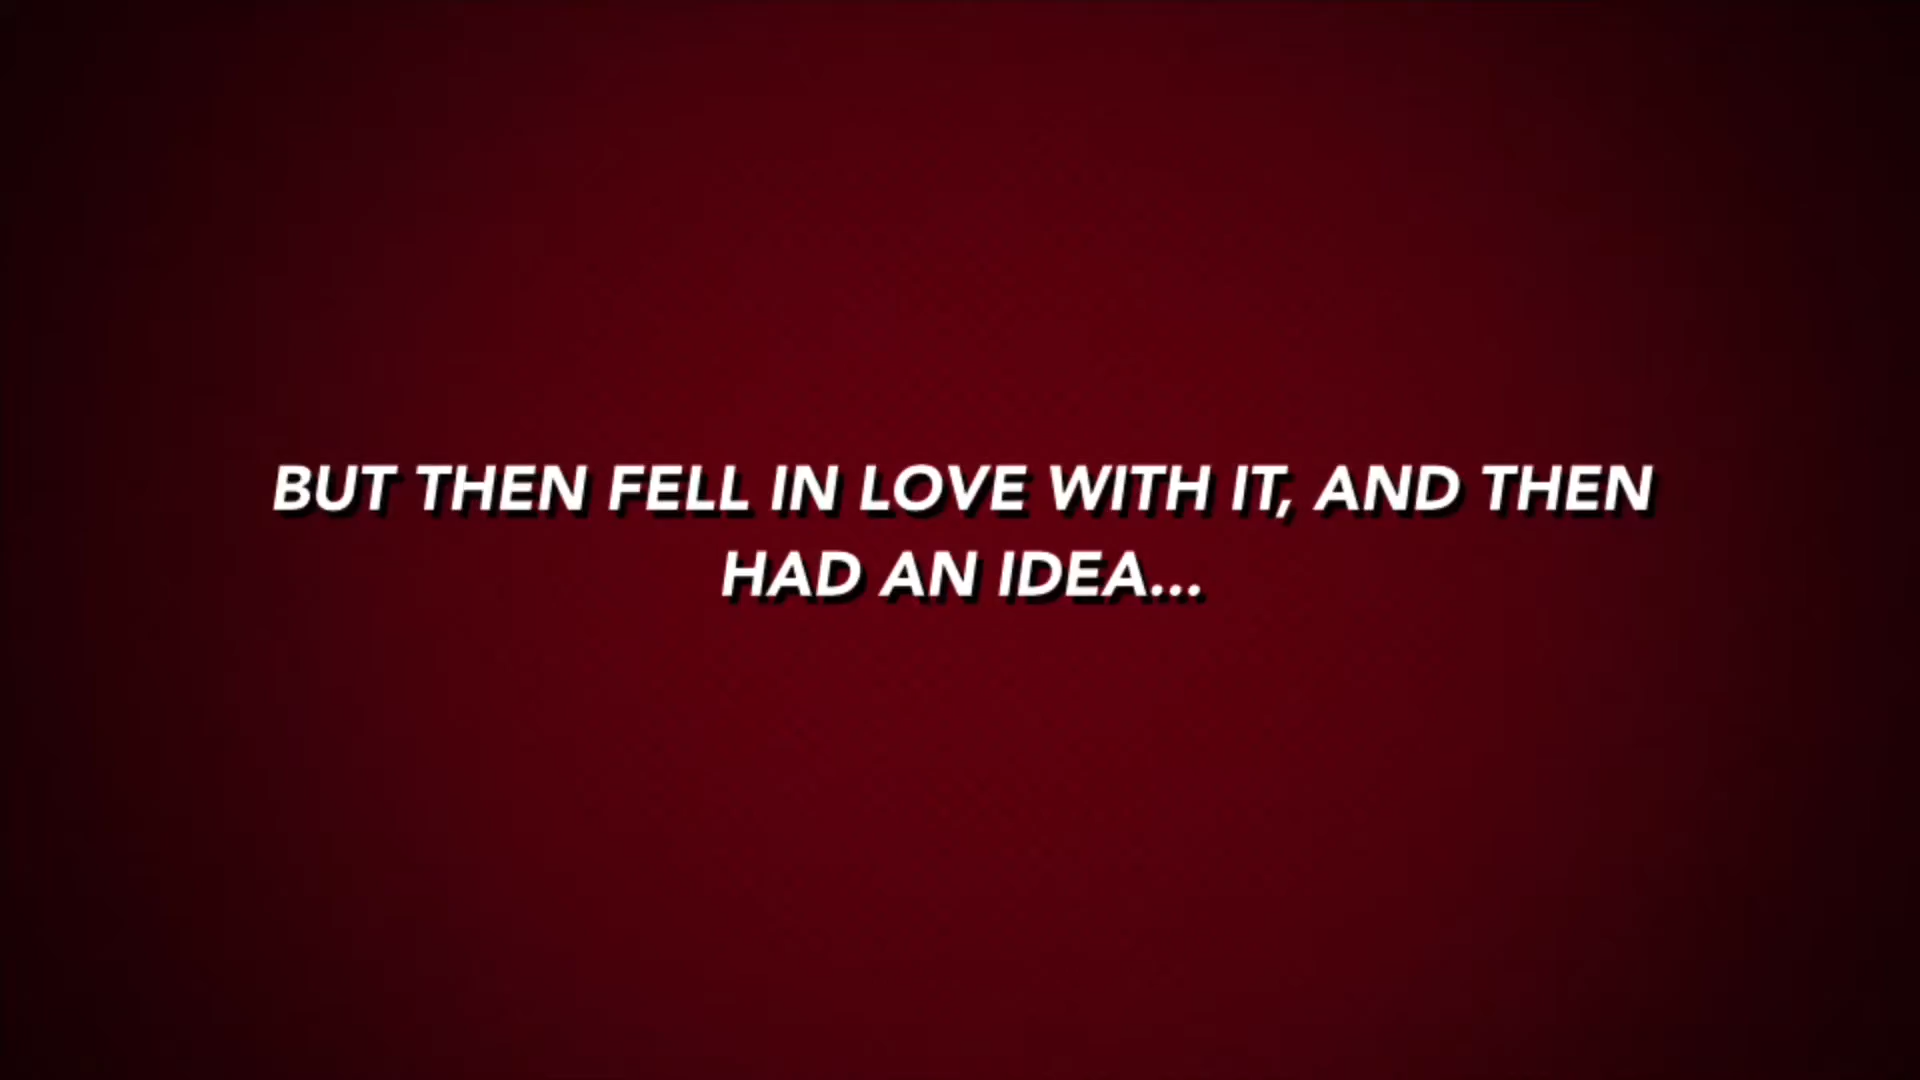 BUT THEN FELL IN LOVE WITH IT, AND THEN
HAD AN IDEA...